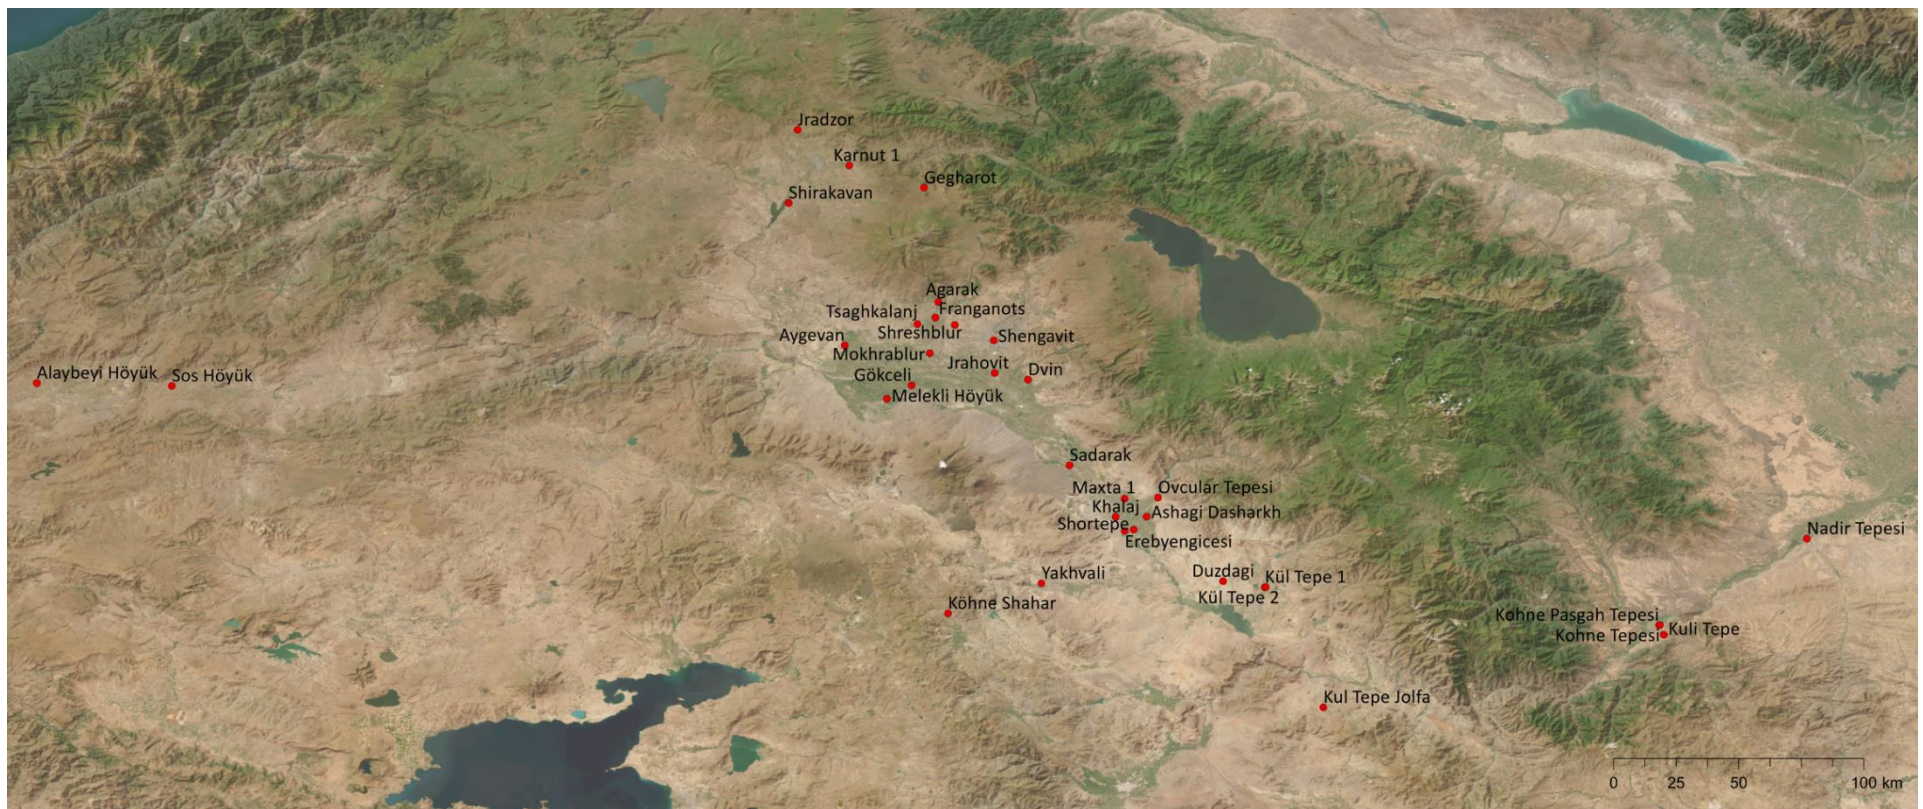 Jradzor
Karnut 1
Gegharot
Shirakavan
Agarak
Franganots
Tsaghkalanj
Shreshblur
Aygevan
Shengavit
Mokhrablur
Jrahovit
Dvin
Gökceli
Alaybeyi Höyük
Sos Höyük
Melekli Höyük
Sadarak
Maxta 1
Ovcular Tepesi
Khalaj
Ashagi Dasharkh
Shortepe
Nadir Tepesi
Erebyengicesi
Yakhvali
Duzdagi
Kül Tepe 1
Kül Tepe 2
Köhne Shahar
Kohne Pasgah Tepesi
Kuli Tepe
Kohne Tepesi
Kul Tepe Jolfa
0 25 50 100 km